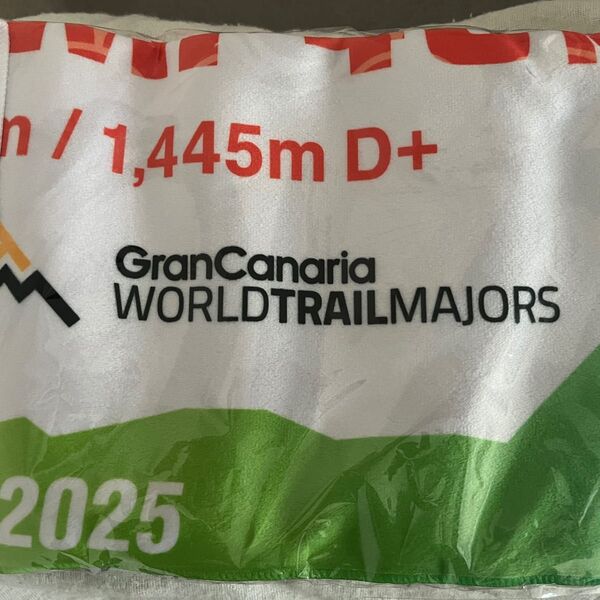 m / 1,445m D+
GranCanaria
WORLDTRAILMAJORS
2025